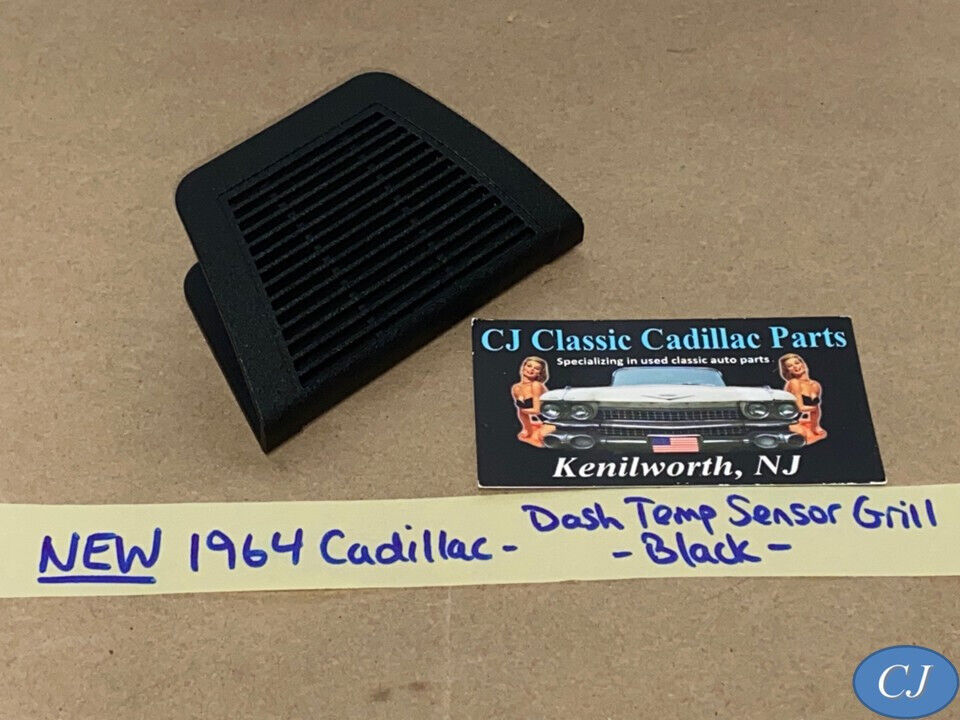 CJ Classic Cadillac Parts
Specializing in used classic auto parts
Kenilworth, NJ
NEW 1964 Cadillac - Dash Temp Sensor Grill
- Black -
CJ